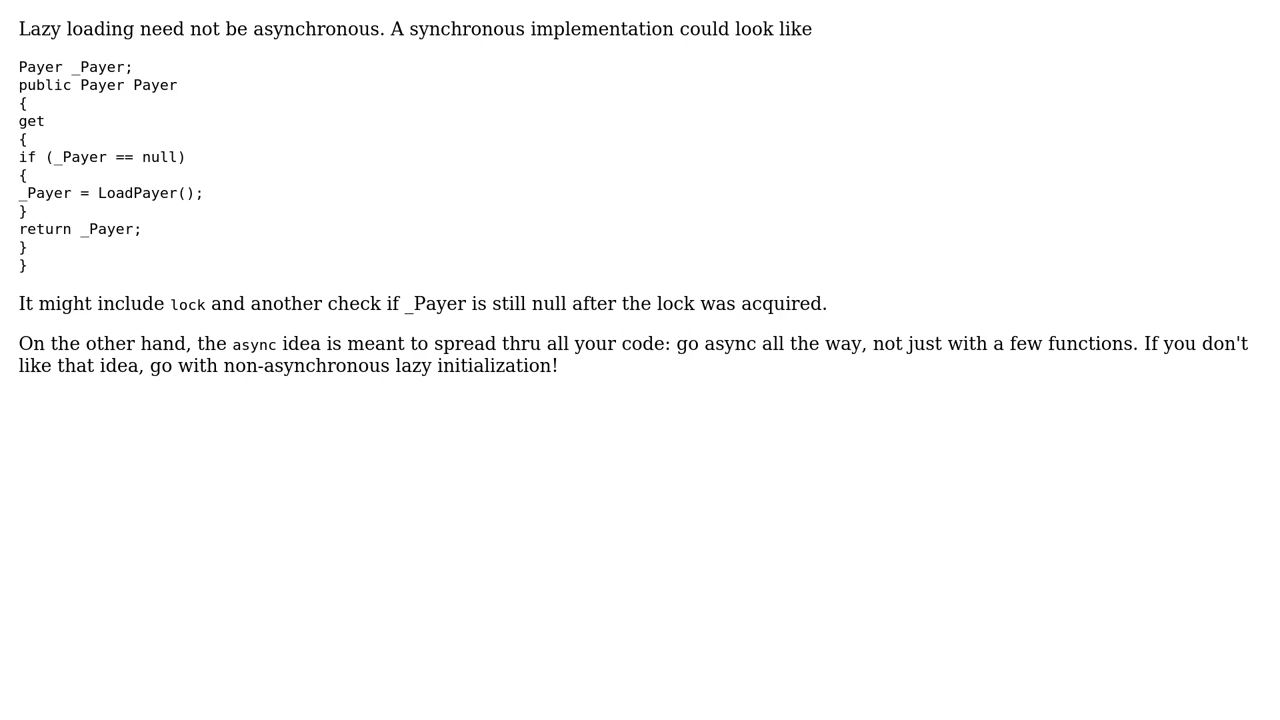 Lazy loading need not be asynchronous. A synchronous implementation could look like
Payer _Payer;
public Payer Payer
{
get
{
if (_Payer == null)
{
_Payer = LoadPayer();
}
return _Payer;
}
}
It might include lock and another check if _Payer is still null after the lock was acquired.
On the other hand, the async idea is meant to spread thru all your code: go async all the way, not just with a few functions. If you don't
like that idea, go with non-asynchronous lazy initialization!